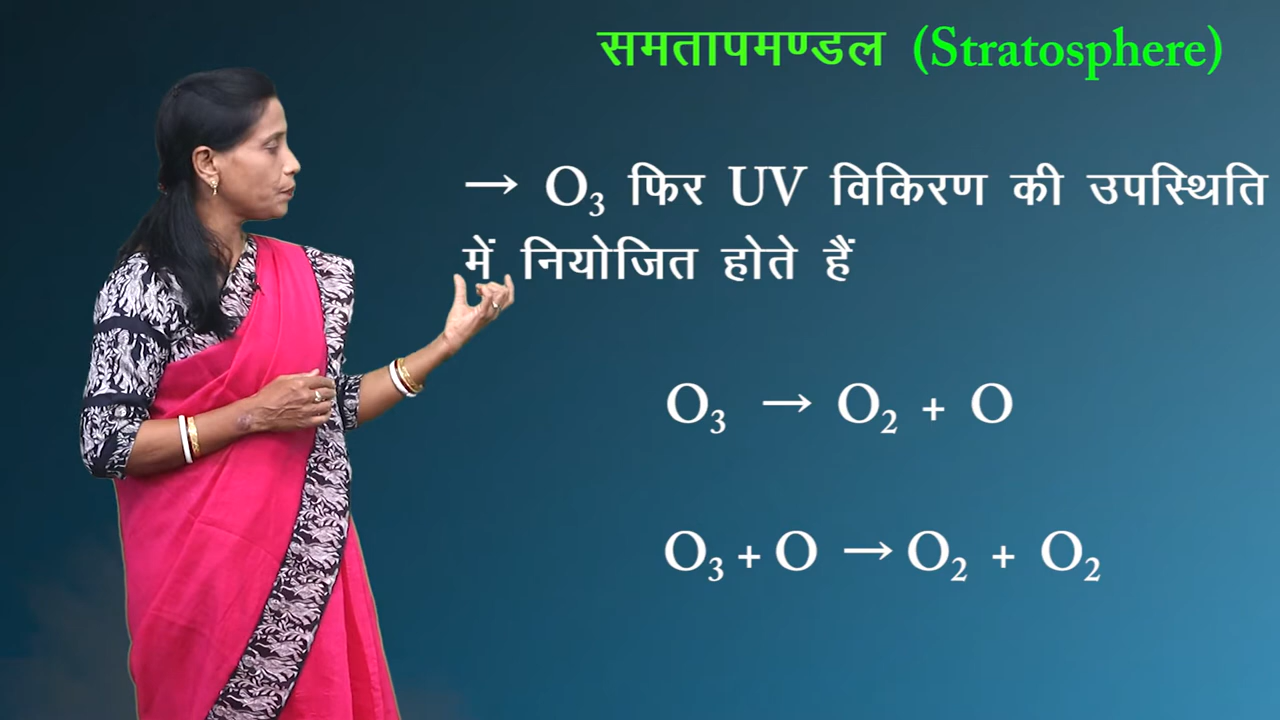 समतापमण्डल (Stratosphere)
→ O₃ फिर UV विकिरण की उपस्थिति
में नियोजित होते हैं
O₃ → O₂ + O
O₃ + O → O₂ + O₂